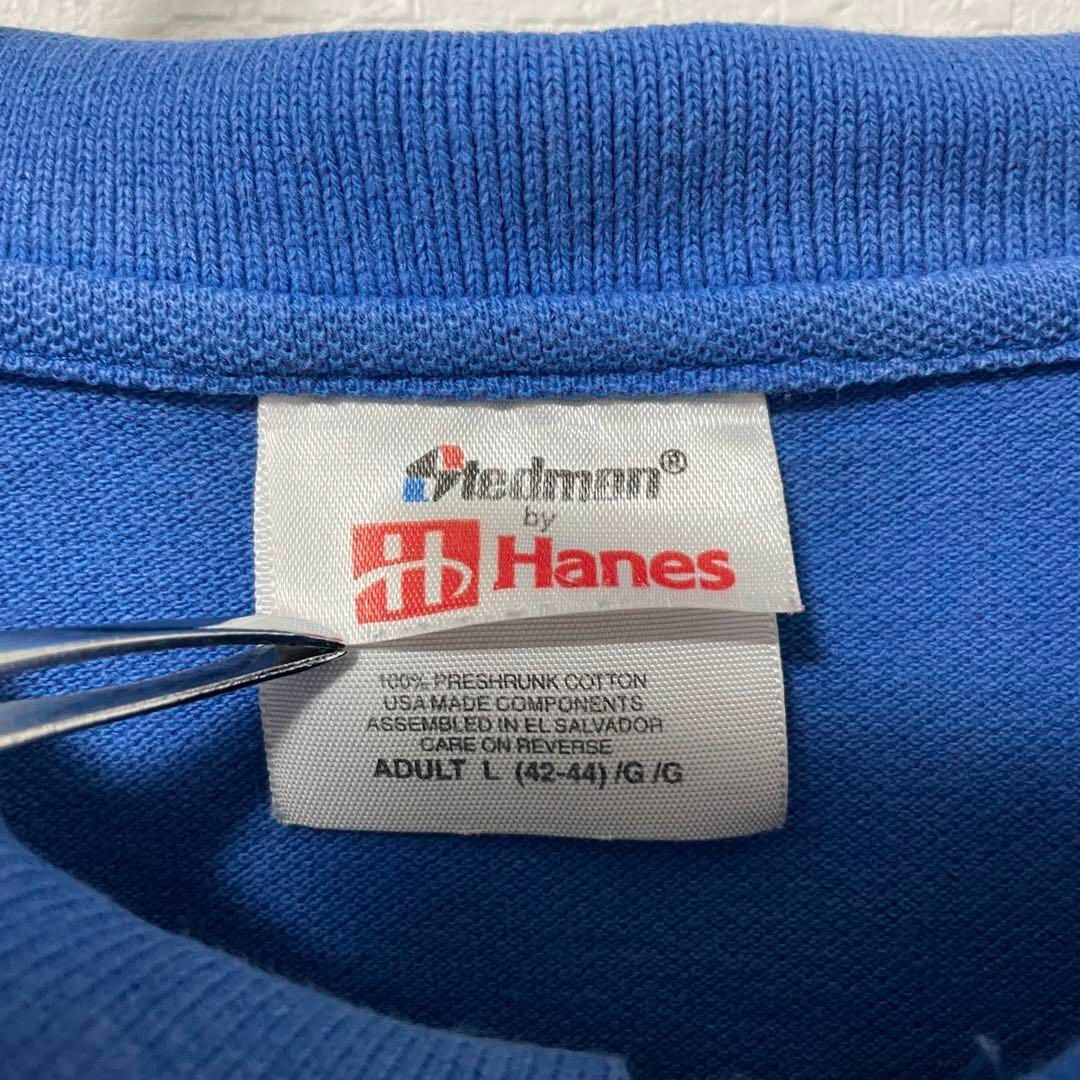 Stedman®
by
Hanes
100% PRESHRUNK COTTON
USA MADE COMPONENTS
ASSEMBLED IN EL SALVADOR
CARE ON REVERSE
ADULT L (42-44) /G /G